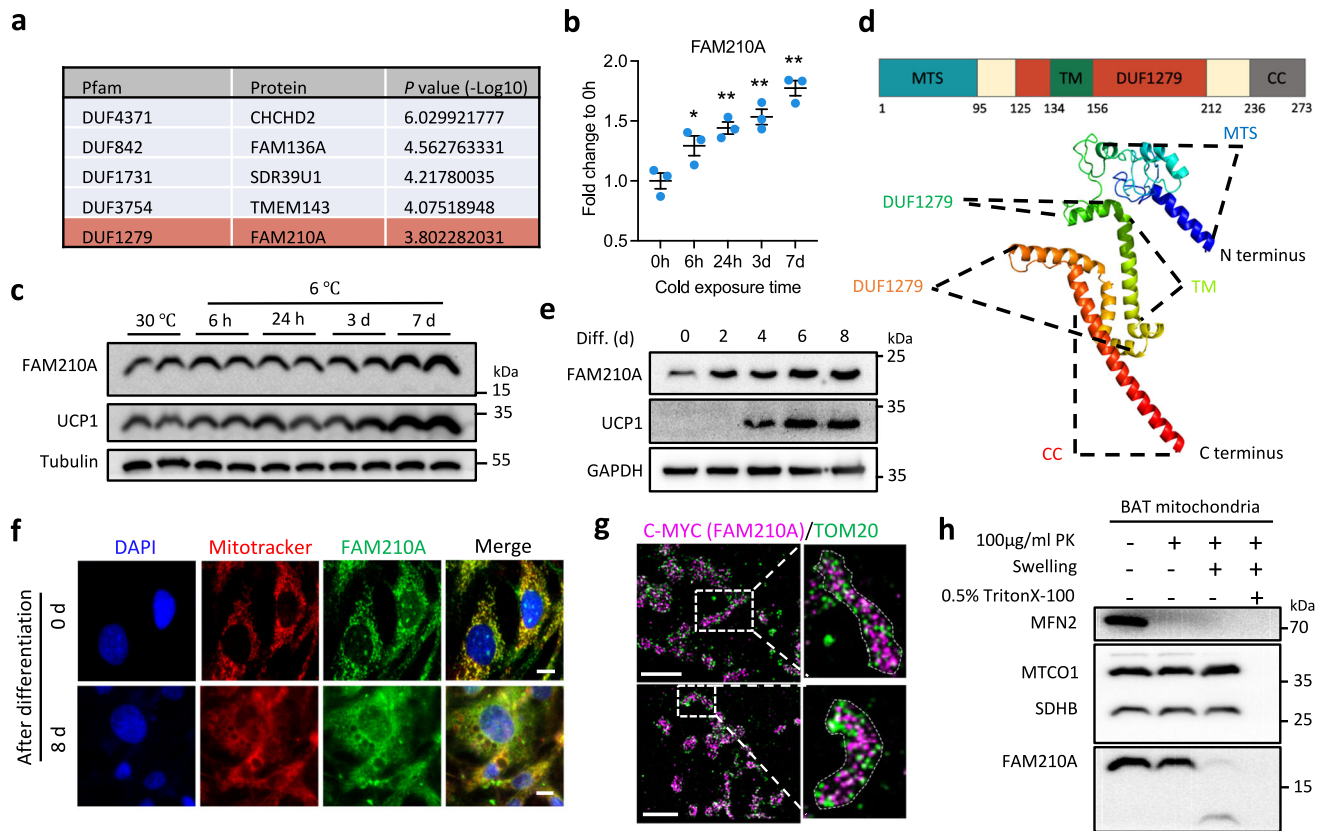 a
Pfam Protein P value (-Log10)
DUF4371 CHCHD2 6.029921777
DUF842 FAM136A 4.562763331
DUF1731 SDR39U1 4.21780035
DUF3754 TMEM143 4.07518948
DUF1279 FAM210A 3.802282031
b
FAM210A
Fold change to 0h
2.0
1.5
1.0
0.5
* ** ** **
0h 6h 24h 3d 7d
Cold exposure time
c
6 ℃
30 ℃ 6 h 24 h 3 d 7 d
FAM210A
kDa
15
UCP1
35
Tubulin
55
d
MTS TM DUF1279 CC
1 95 125 134 156 212 236 273
MTS
DUF1279
N terminus
DUF1279
TM
CC
C terminus
e
Diff. (d) 0 2 4 6 8 kDa
25
FAM210A
UCP1
35
GAPDH
35
f
DAPI Mitotracker FAM210A Merge
After differentiation
0 d
8 d
g
C-MYC (FAM210A)/TOM20
h
BAT mitochondria
100μg/ml PK - + + +
Swelling - - + +
0.5% TritonX-100 - - - +
kDa
MFN2
70
MTCO1
35
SDHB
25
FAM210A
15